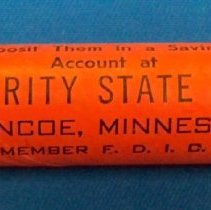 posit Them in a Savin
Account at
RITY STATE
NCOE, MINNES
MEMBER F. D. I. C.